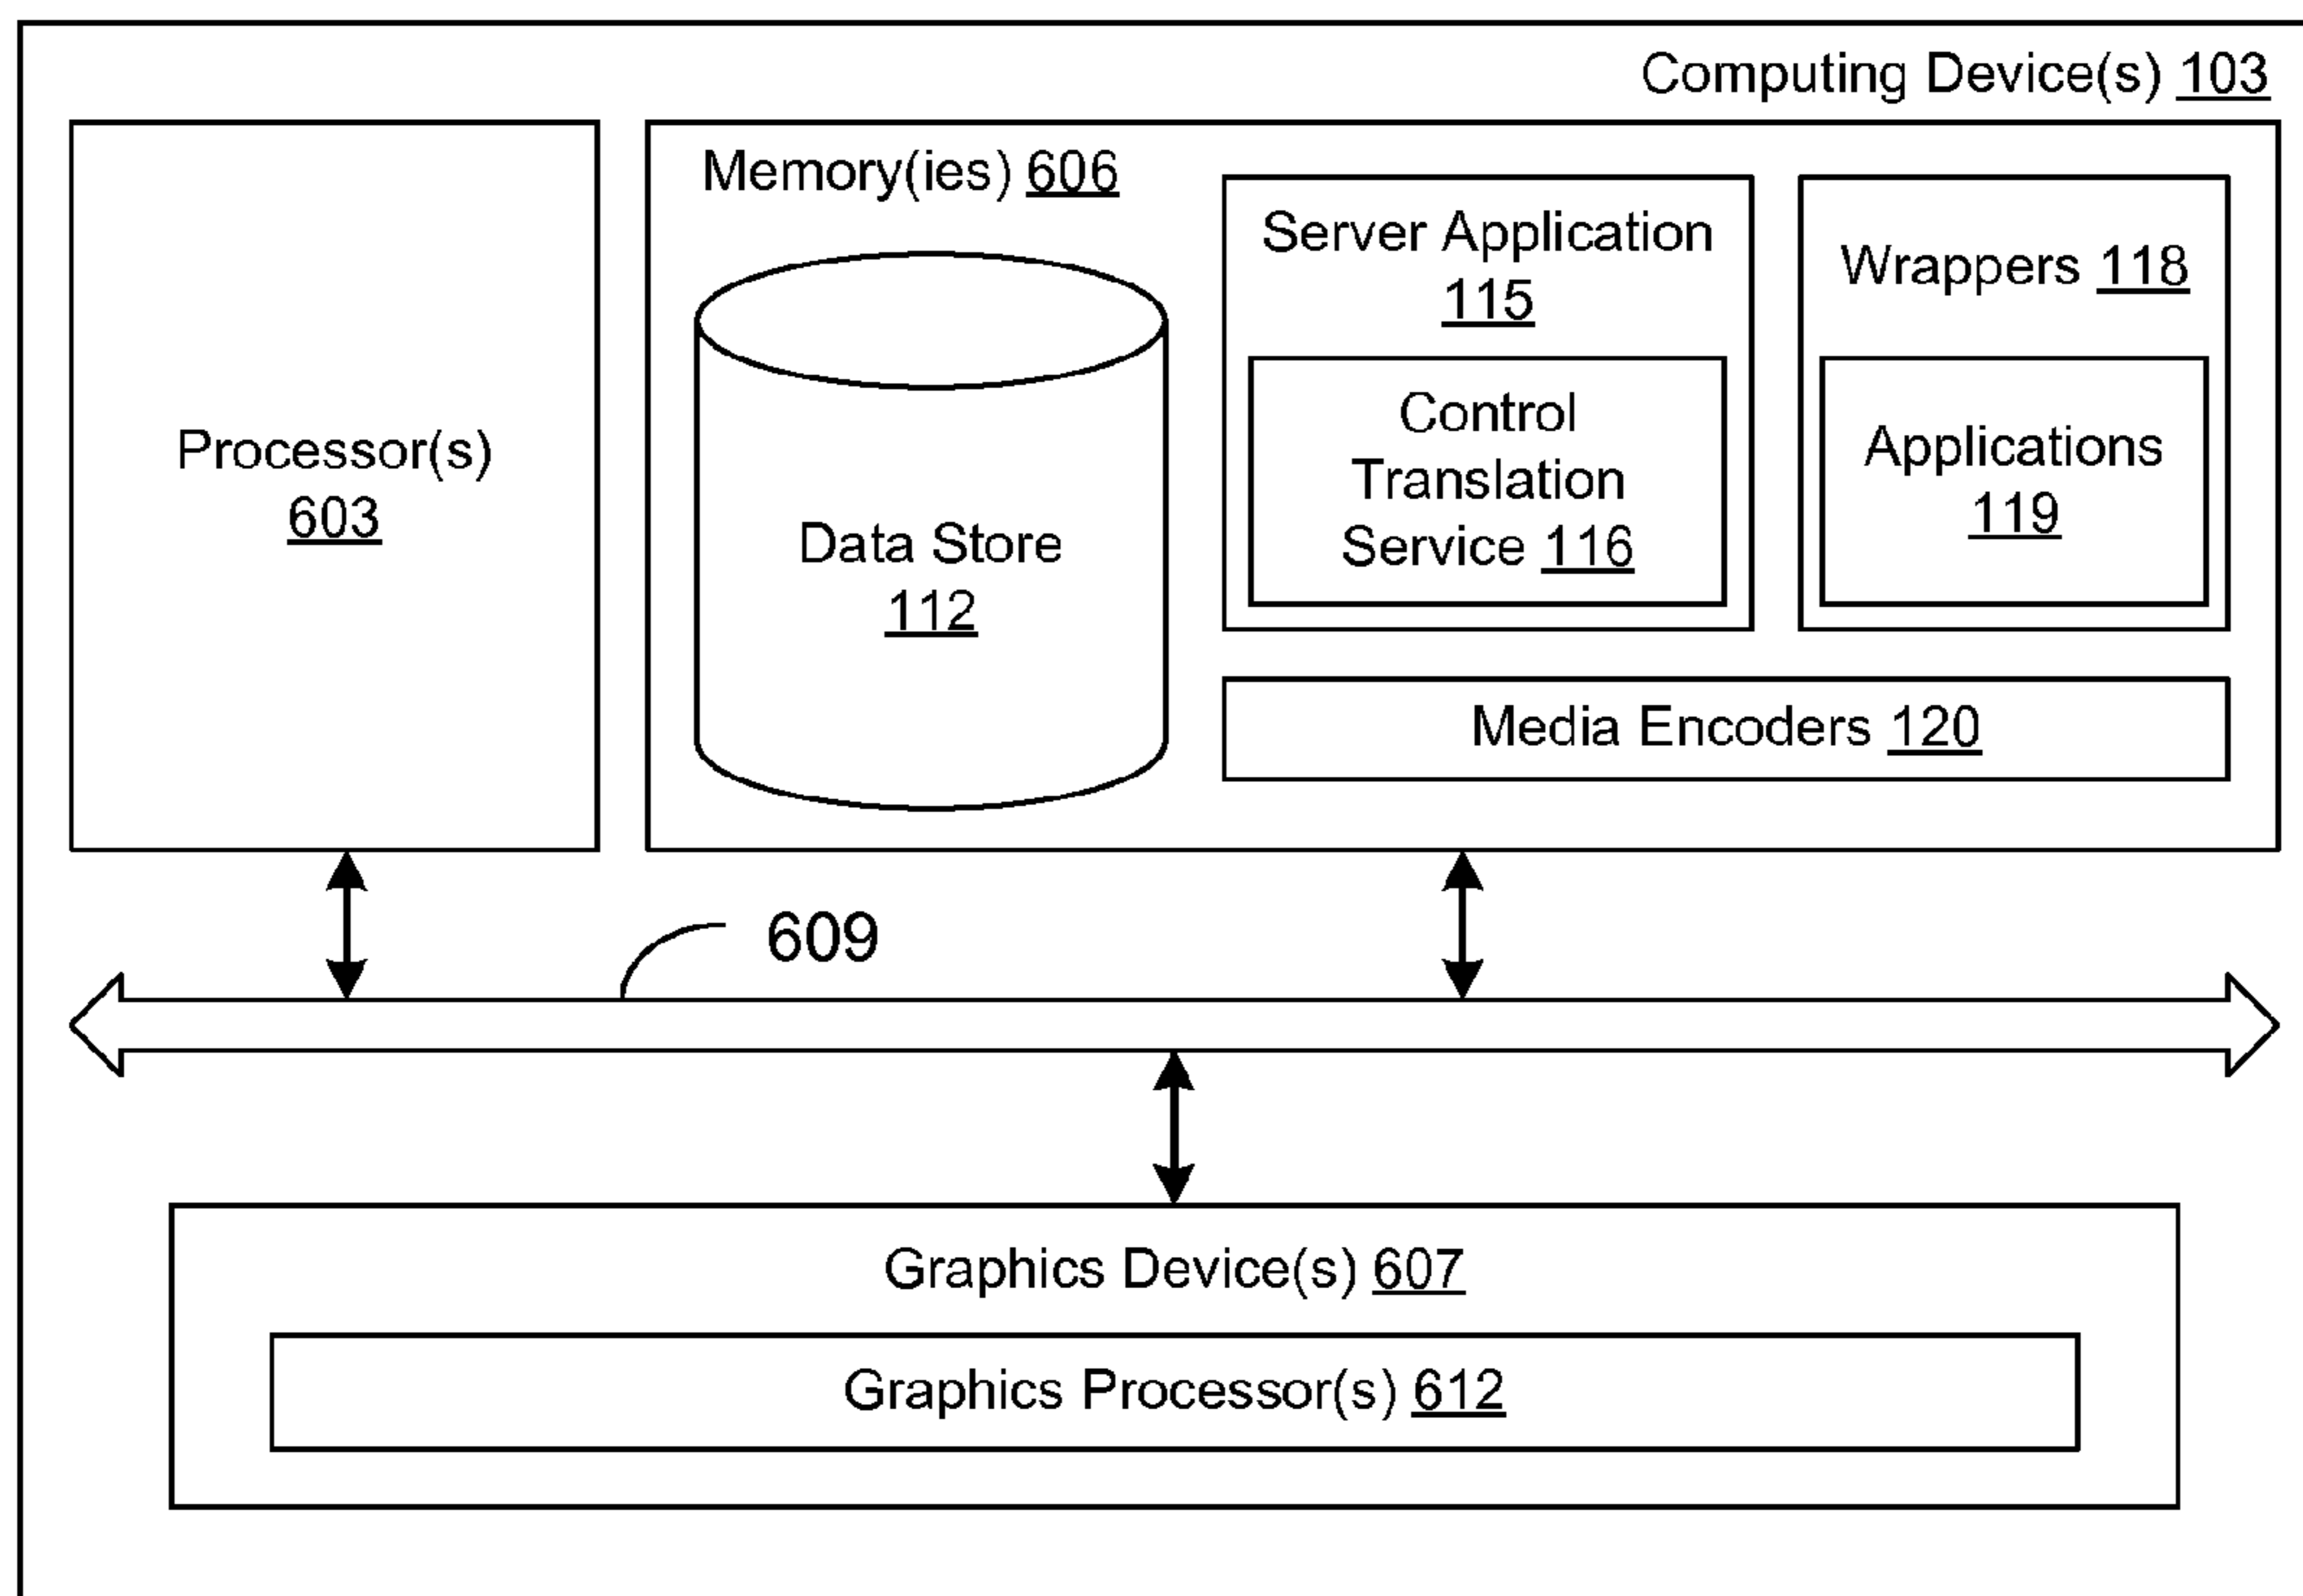 Computing Device(s) 103
Processor(s)
603
Memory(ies) 606
Data Store
112
Server Application
115
Control
Translation
Service 116
Wrappers 118
Applications
119
Media Encoders 120
609
Graphics Device(s) 607
Graphics Processor(s) 612